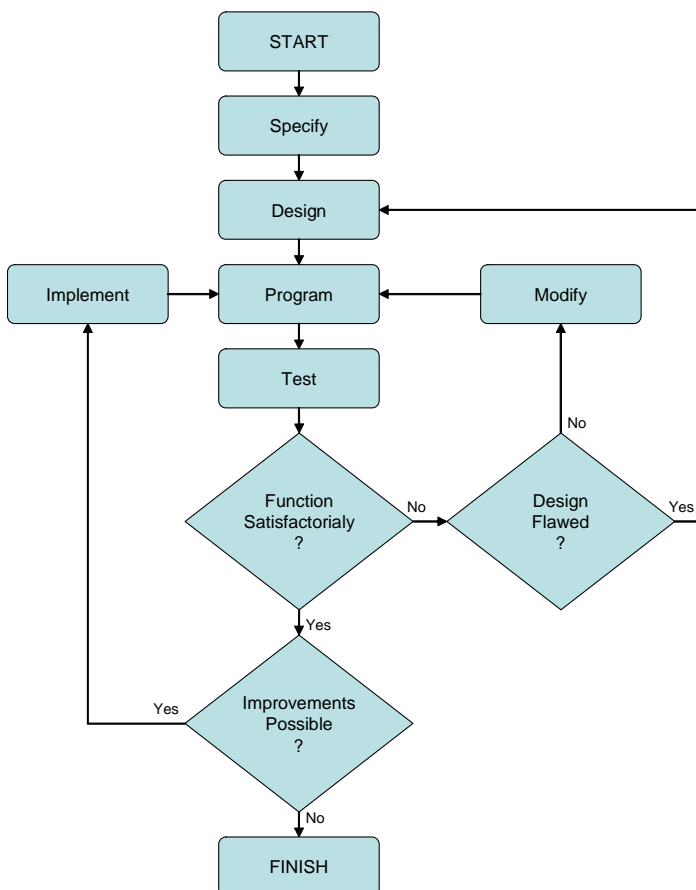 START
Specify
Design
Implement
Program
Modify
Test
No
Function
Satisfactorialy
?
No
Design
Flawed
?
Yes
Yes
Yes
Improvements
Possible
?
No
FINISH